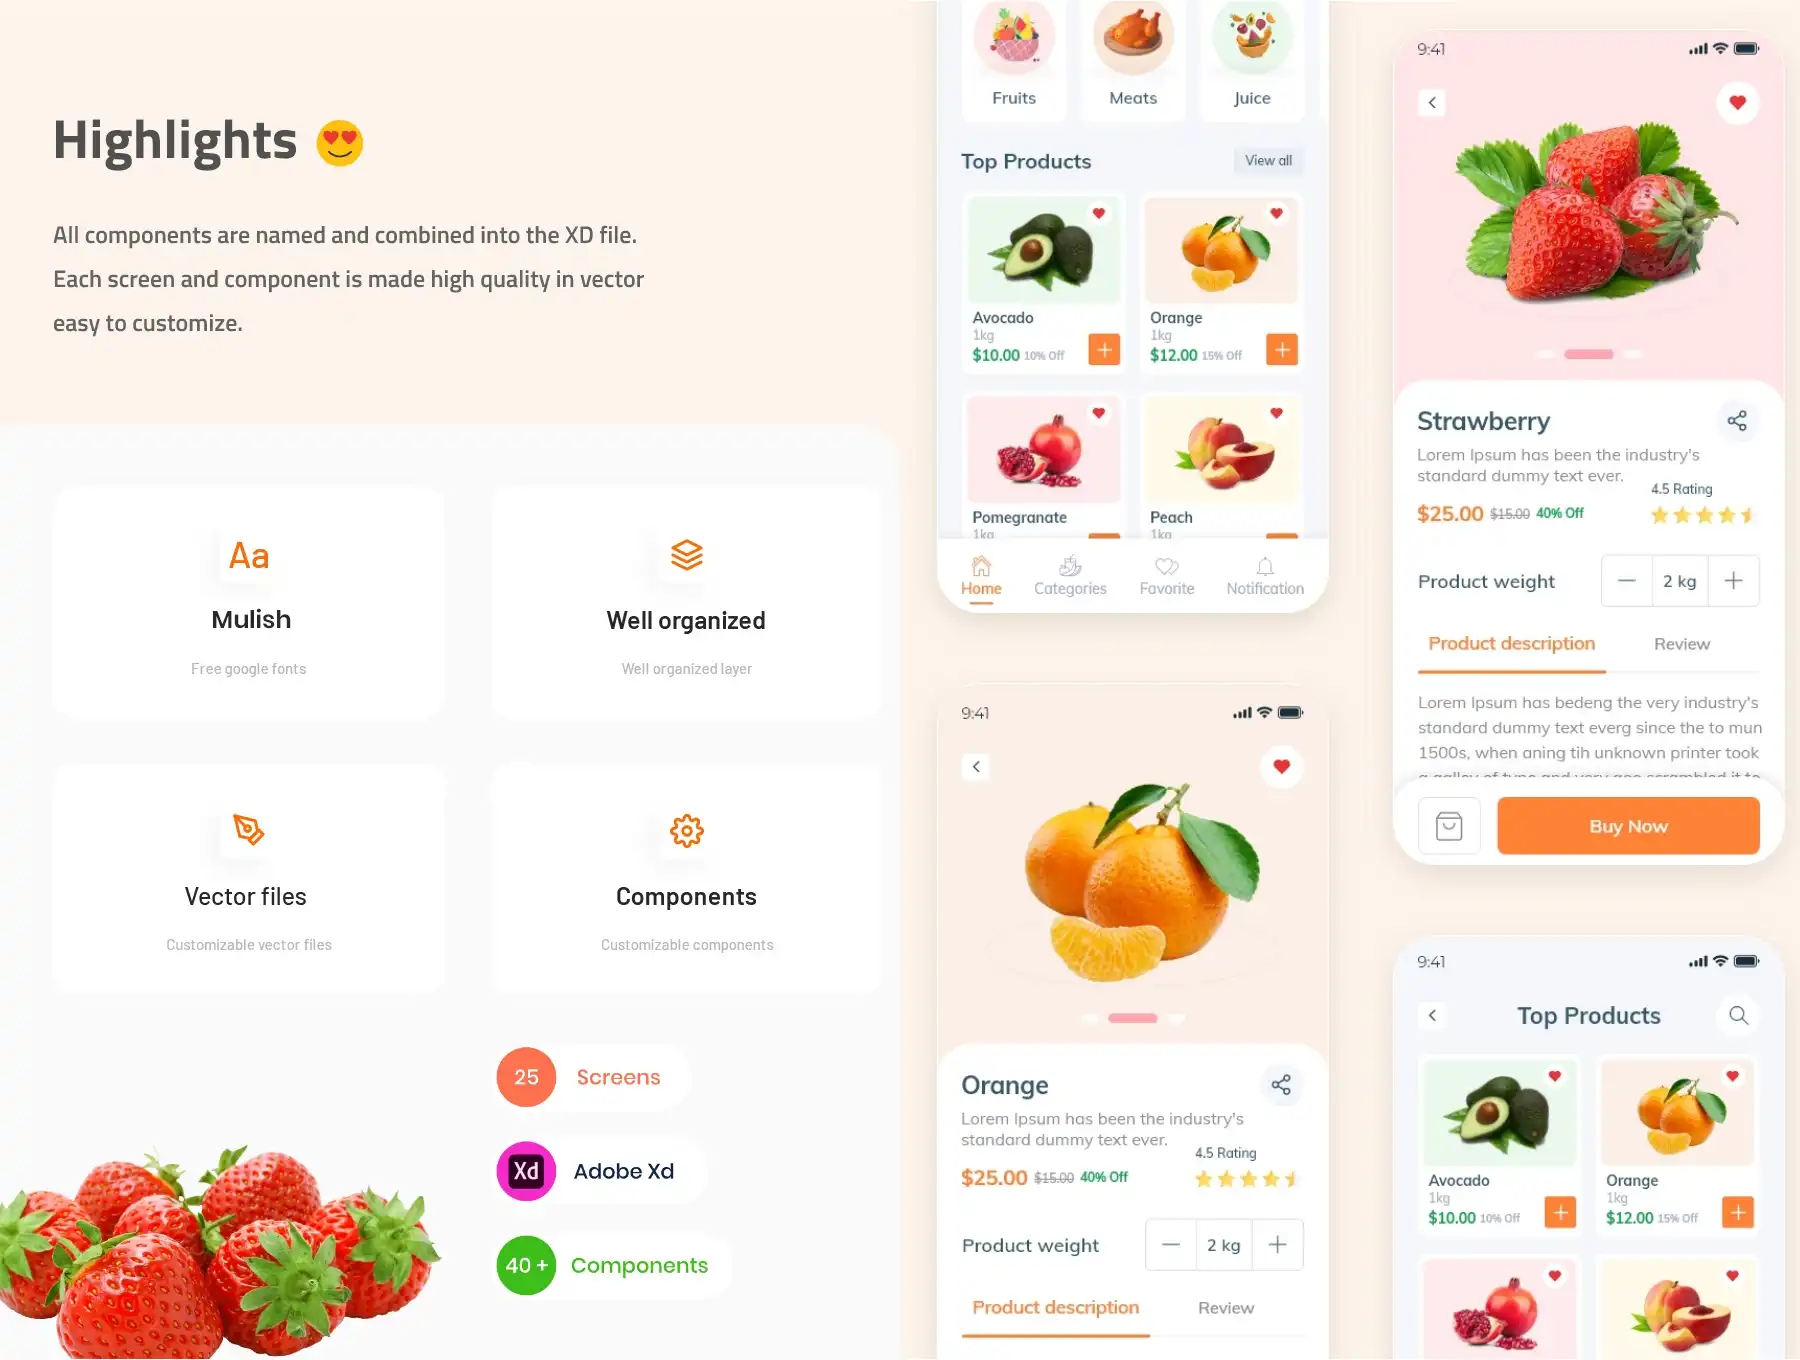 Highlights
All components are named and combined into the XD file.
Each screen and component is made high quality in vector
easy to customize.
Aa
Mulish
Free google fonts
Well organized
Well organized layer
Vector files
Customizable vector files
Components
Customizable components
25 Screens
Xd Adobe Xd
40 + Components
Fruits Meats Juice
Top Products View all
Avocado
1kg
$10.00 10% Off
Orange
1kg
$12.00 15% Off
Pomegranate
1kg
Peach
1kg
Home Categories Favorite Notification
9:41
Orange
Lorem Ipsum has been the industry's
standard dummy text ever.
4.5 Rating
$25.00 $15.00 40% Off
Product weight 2 kg
Product description Review
9:41
Strawberry
Lorem Ipsum has been the industry's
standard dummy text ever.
4.5 Rating
$25.00 $15.00 40% Off
Product weight 2 kg
Product description Review
Lorem Ipsum has bedeng the very industry's
standard dummy text everg since the to mun
1500s, when aning tih unknown printer took
Buy Now
9:41
Top Products
Avocado
1kg
$10.00 10% Off
Orange
1kg
$12.00 15% Off